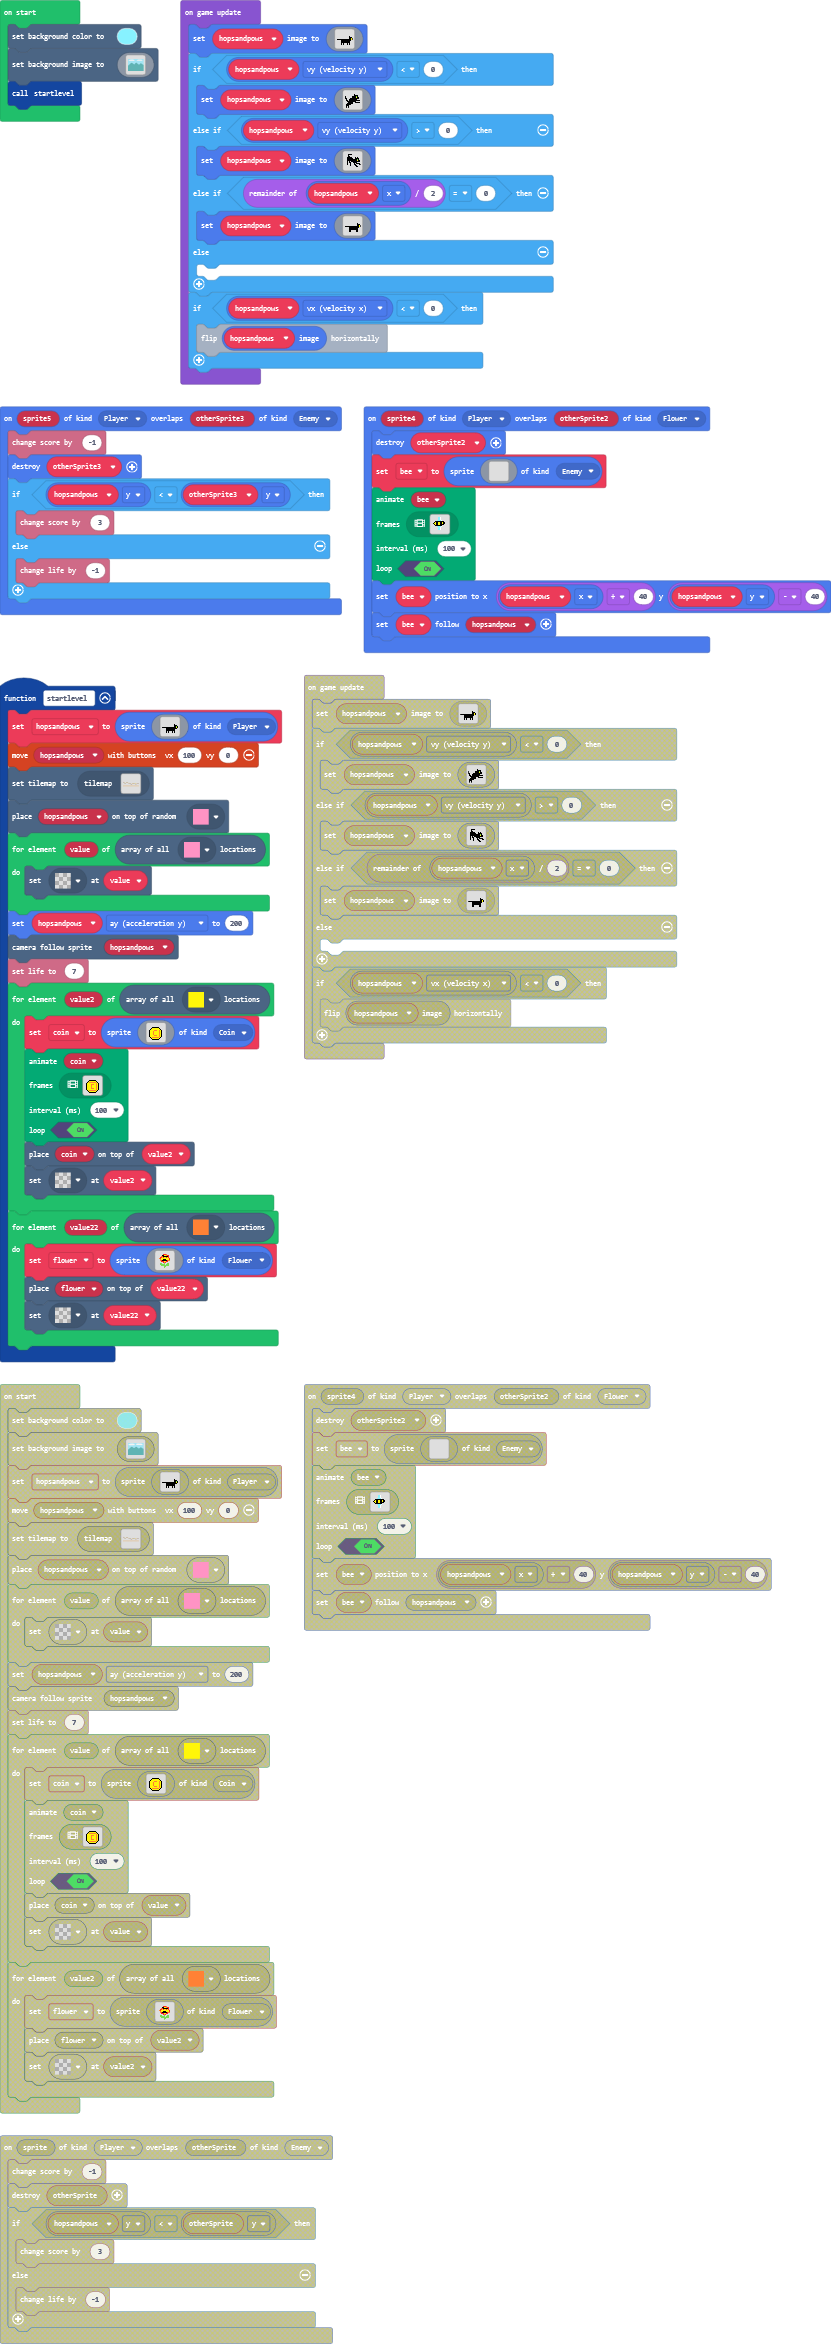 on start
set background color to
set background image to
call startlevel
on game update
set hopsandpows image to
if hopsandpows vy (velocity y) < 0 then
set hopsandpows image to
else if hopsandpows vy (velocity y) > 0 then
set hopsandpows image to
else if remainder of hopsandpows x / 2 = 0 then
set hopsandpows image to
else
if hopsandpows vx (velocity x) < 0 then
flip hopsandpows image horizontally
on sprite5 of kind Player overlaps otherSprite3 of kind Enemy
change score by -1
destroy otherSprite3
if hopsandpows y < otherSprite3 y then
change score by 3
else
change life by -1
on sprite4 of kind Player overlaps otherSprite2 of kind Flower
destroy otherSprite2
set bee to sprite of kind Enemy
animate bee
frames
interval (ms) 100
loop ON
set bee position to x hopsandpows x + 40 y hopsandpows y - 40
set bee follow hopsandpows
function startlevel
set hopsandpows to sprite of kind Player
move hopsandpows with buttons vx 100 vy 0
set tilemap to tilemap
place hopsandpows on top of random
for element value of array of all locations
do
set at value
set hopsandpows ay (acceleration y) to 200
camera follow sprite hopsandpows
set life to 7
for element value2 of array of all locations
do
set coin to sprite of kind Coin
animate coin
frames
interval (ms) 100
loop ON
place coin on top of value2
set at value2
for element value22 of array of all locations
do
set flower to sprite of kind Flower
place flower on top of value22
set at value22
on game update
set hopsandpows image to
if hopsandpows vy (velocity y) < 0 then
set hopsandpows image to
else if hopsandpows vy (velocity y) > 0 then
set hopsandpows image to
else if remainder of hopsandpows x / 2 = 0 then
set hopsandpows image to
else
if hopsandpows vx (velocity x) < 0 then
flip hopsandpows image horizontally
on start
set background color to
set background image to
set hopsandpows to sprite of kind Player
move hopsandpows with buttons vx 100 vy 0
set tilemap to tilemap
place hopsandpows on top of random
for element value of array of all locations
do
set at value
set hopsandpows ay (acceleration y) to 200
camera follow sprite hopsandpows
set life to 7
for element value of array of all locations
do
set coin to sprite of kind Coin
animate coin
frames
interval (ms) 100
loop ON
place coin on top of value
set at value
for element value2 of array of all locations
do
set flower to sprite of kind Flower
place flower on top of value2
set at value2
on sprite4 of kind Player overlaps otherSprite2 of kind Flower
destroy otherSprite2
set bee to sprite of kind Enemy
animate bee
frames
interval (ms) 100
loop ON
set bee position to x hopsandpows x + 40 y hopsandpows y - 40
set bee follow hopsandpows
on sprite of kind Player overlaps otherSprite of kind Enemy
change score by -1
destroy otherSprite
if hopsandpows y < otherSprite y then
change score by 3
else
change life by -1